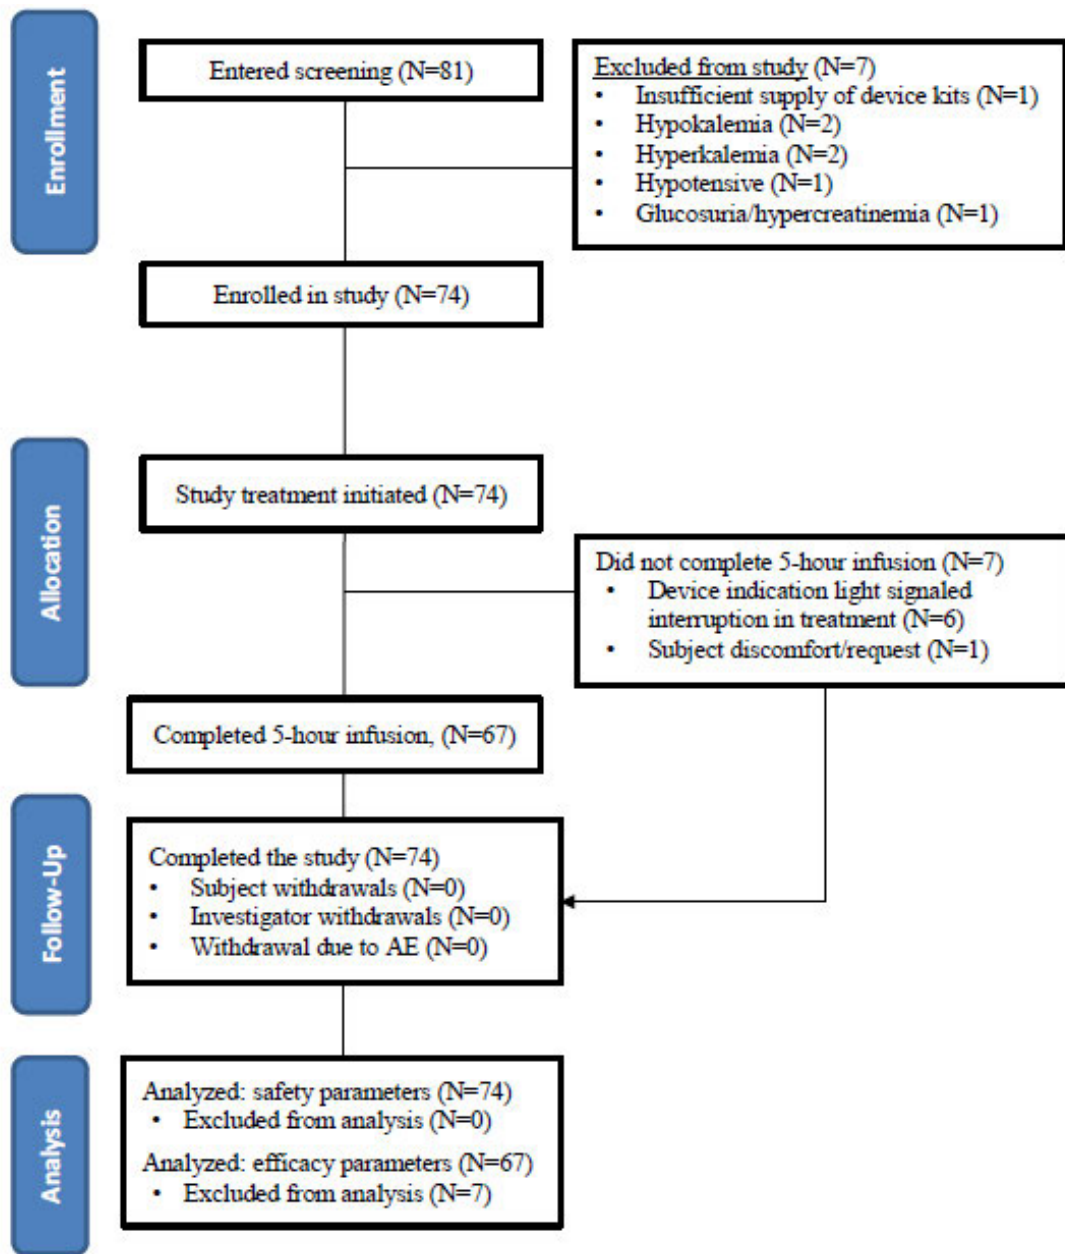 Enrollment
Entered screening (N=81)
Excluded from study (N=7)
• Insufficient supply of device kits (N=1)
• Hypokalemia (N=2)
• Hyperkalemia (N=2)
• Hypotensive (N=1)
• Glucosuria/hypercreatinemia (N=1)
Enrolled in study (N=74)
Allocation
Study treatment initiated (N=74)
Did not complete 5-hour infusion (N=7)
• Device indication light signaled
interruption in treatment (N=6)
• Subject discomfort/request (N=1)
Completed 5-hour infusion, (N=67)
Follow-Up
Completed the study (N=74)
• Subject withdrawals (N=0)
• Investigator withdrawals (N=0)
• Withdrawal due to AE (N=0)
Analysis
Analyzed: safety parameters (N=74)
• Excluded from analysis (N=0)
Analyzed: efficacy parameters (N=67)
• Excluded from analysis (N=7)